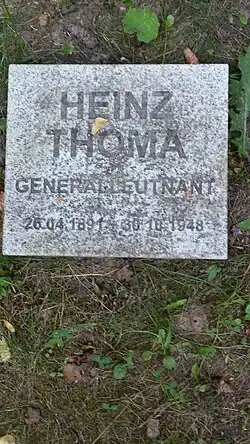 HEINZ
THOMA
GENERALLEUTNANT
26.04.1891 - 30.10.1948